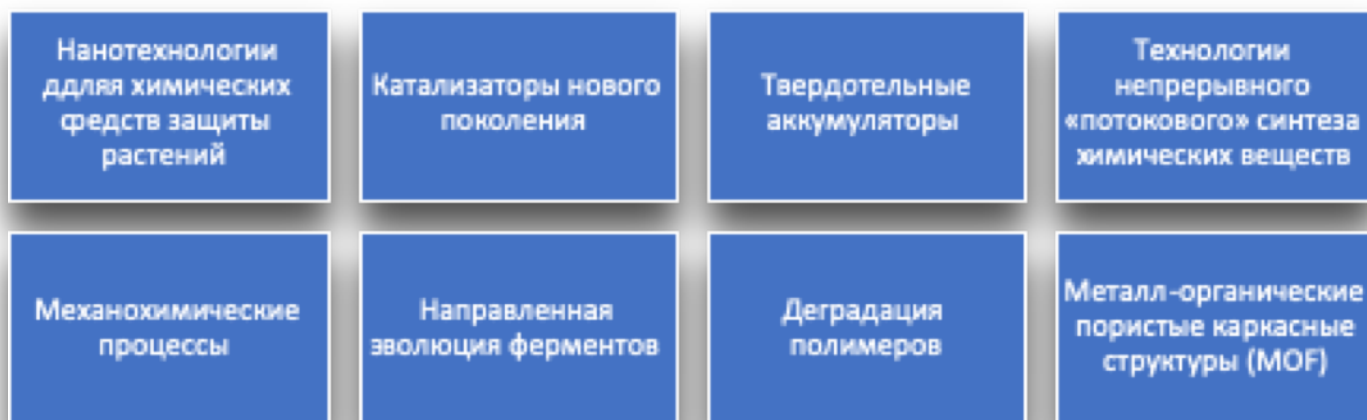 Нанотехнологии
ддляя химических
федств защиты
растений
Катализаторы нового
поколения
Твердотельные
аккумуляторы
Технологии
непрерывного
«потокового» синтеза
химических веществ
Механохимические
процессы
Направленная
эволюция ферментов
Деградация
полимеров
Металл-органические
пористые каркасные
структуры (MOF)